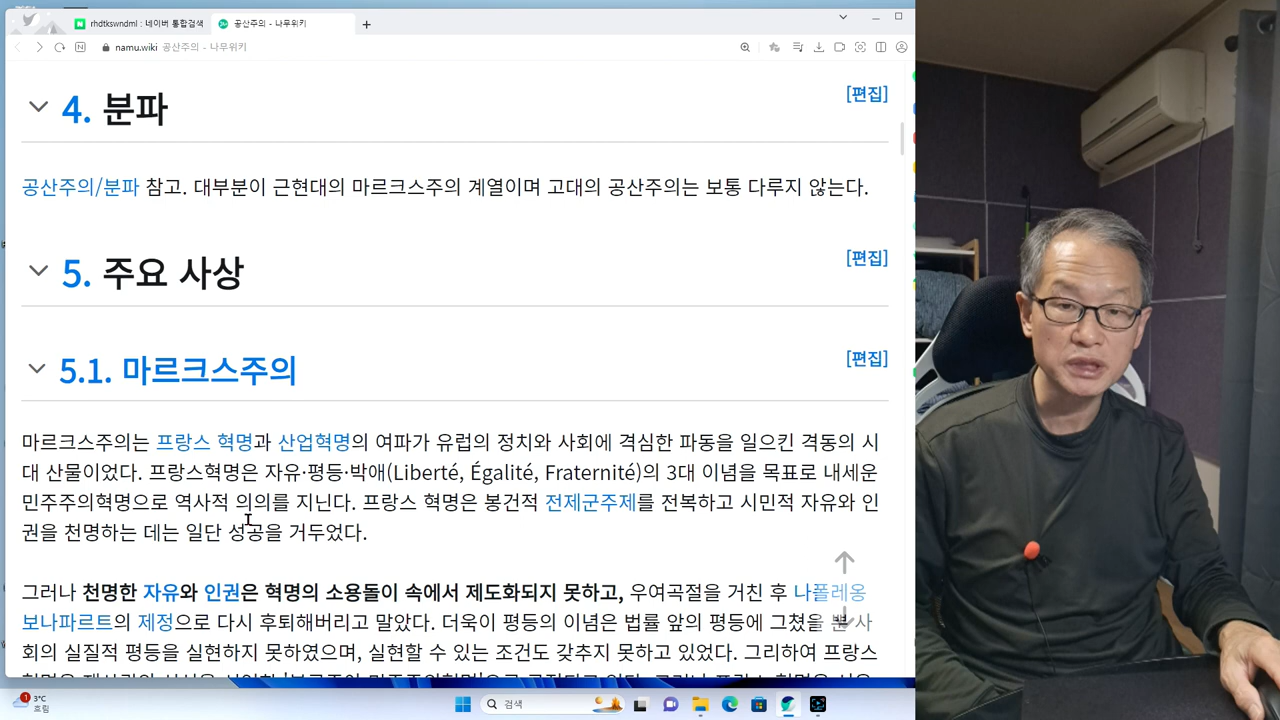 rhdtkswndml : 네이버 통합검색
공산주의 - 나무위키
namu.wiki 공산주의 - 나무위키
4. 분파
[편집]
공산주의/분파 참고. 대부분이 근현대의 마르크스주의 계열이며 고대의 공산주의는 보통 다루지 않는다.
5. 주요 사상
[편집]
5.1. 마르크스주의
[편집]
마르크스주의는 프랑스 혁명과 산업혁명의 여파가 유럽의 정치와 사회에 격심한 파동을 일으킨 격동의 시
대 산물이었다. 프랑스혁명은 자유·평등·박애(Liberté, Égalité, Fraternité)의 3대 이념을 목표로 내세운
민주주의혁명으로 역사적 의의를 지닌다. 프랑스 혁명은 봉건적 전제군주제를 전복하고 시민적 자유와 인
권을 천명하는 데는 일단 성공을 거두었다.
그러나 천명한 자유와 인권은 혁명의 소용돌이 속에서 제도화되지 못하고, 우여곡절을 거친 후 나폴레옹
보나파르트의 제정으로 다시 후퇴해버리고 말았다. 더욱이 평등의 이념은 법률 앞의 평등에 그쳤을 뿐 사
회의 실질적 평등을 실현하지 못하였으며, 실현할 수 있는 조건도 갖추지 못하고 있었다. 그리하여 프랑스
1
3°C
흐림
검색